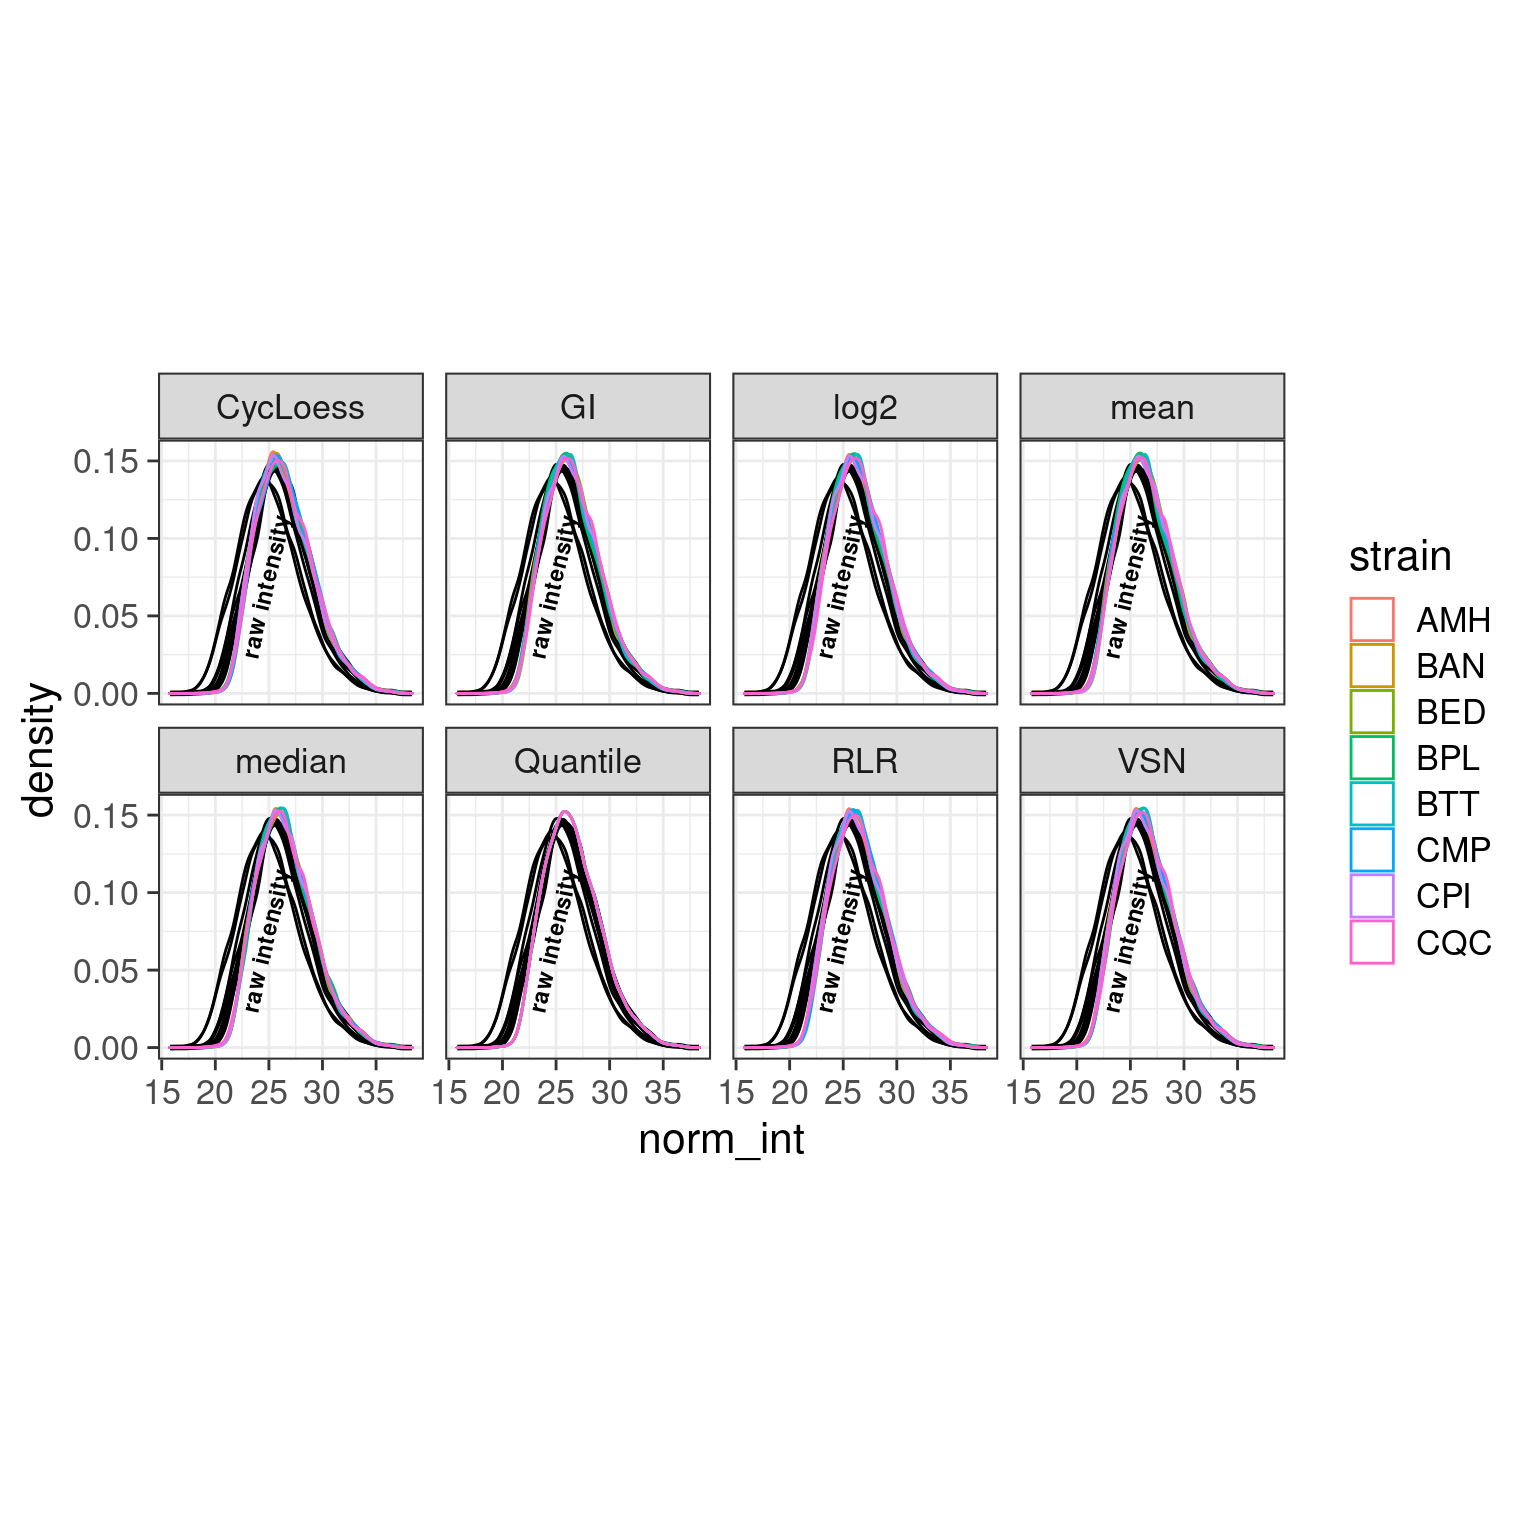 CycLoess GI log2 mean
0.15
0.10
0.05
0.00
raw intensity raw intensity raw intensity raw intensity
median Quantile RLR VSN
0.15
0.10
0.05
0.00
raw intensity raw intensity raw intensity raw intensity
15 20 25 30 35 15 20 25 30 35 15 20 25 30 35 15 20 25 30 35
norm_int
density
strain
AMH
BAN
BED
BPL
BTT
CMP
CPI
CQC